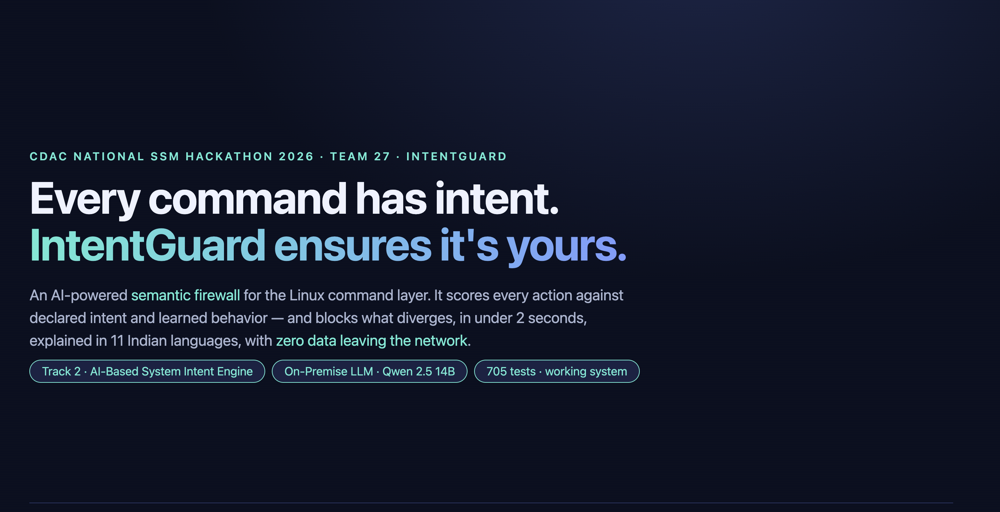 CDAC NATIONAL SSM HACKATHON 2026 · TEAM 27 · INTENTGUARD
Every command has intent.
IntentGuard ensures it's yours.
An AI-powered semantic firewall for the Linux command layer. It scores every action against
declared intent and learned behavior — and blocks what diverges, in under 2 seconds,
explained in 11 Indian languages, with zero data leaving the network.
Track 2 · AI-Based System Intent Engine
On-Premise LLM · Qwen 2.5 14B
705 tests · working system